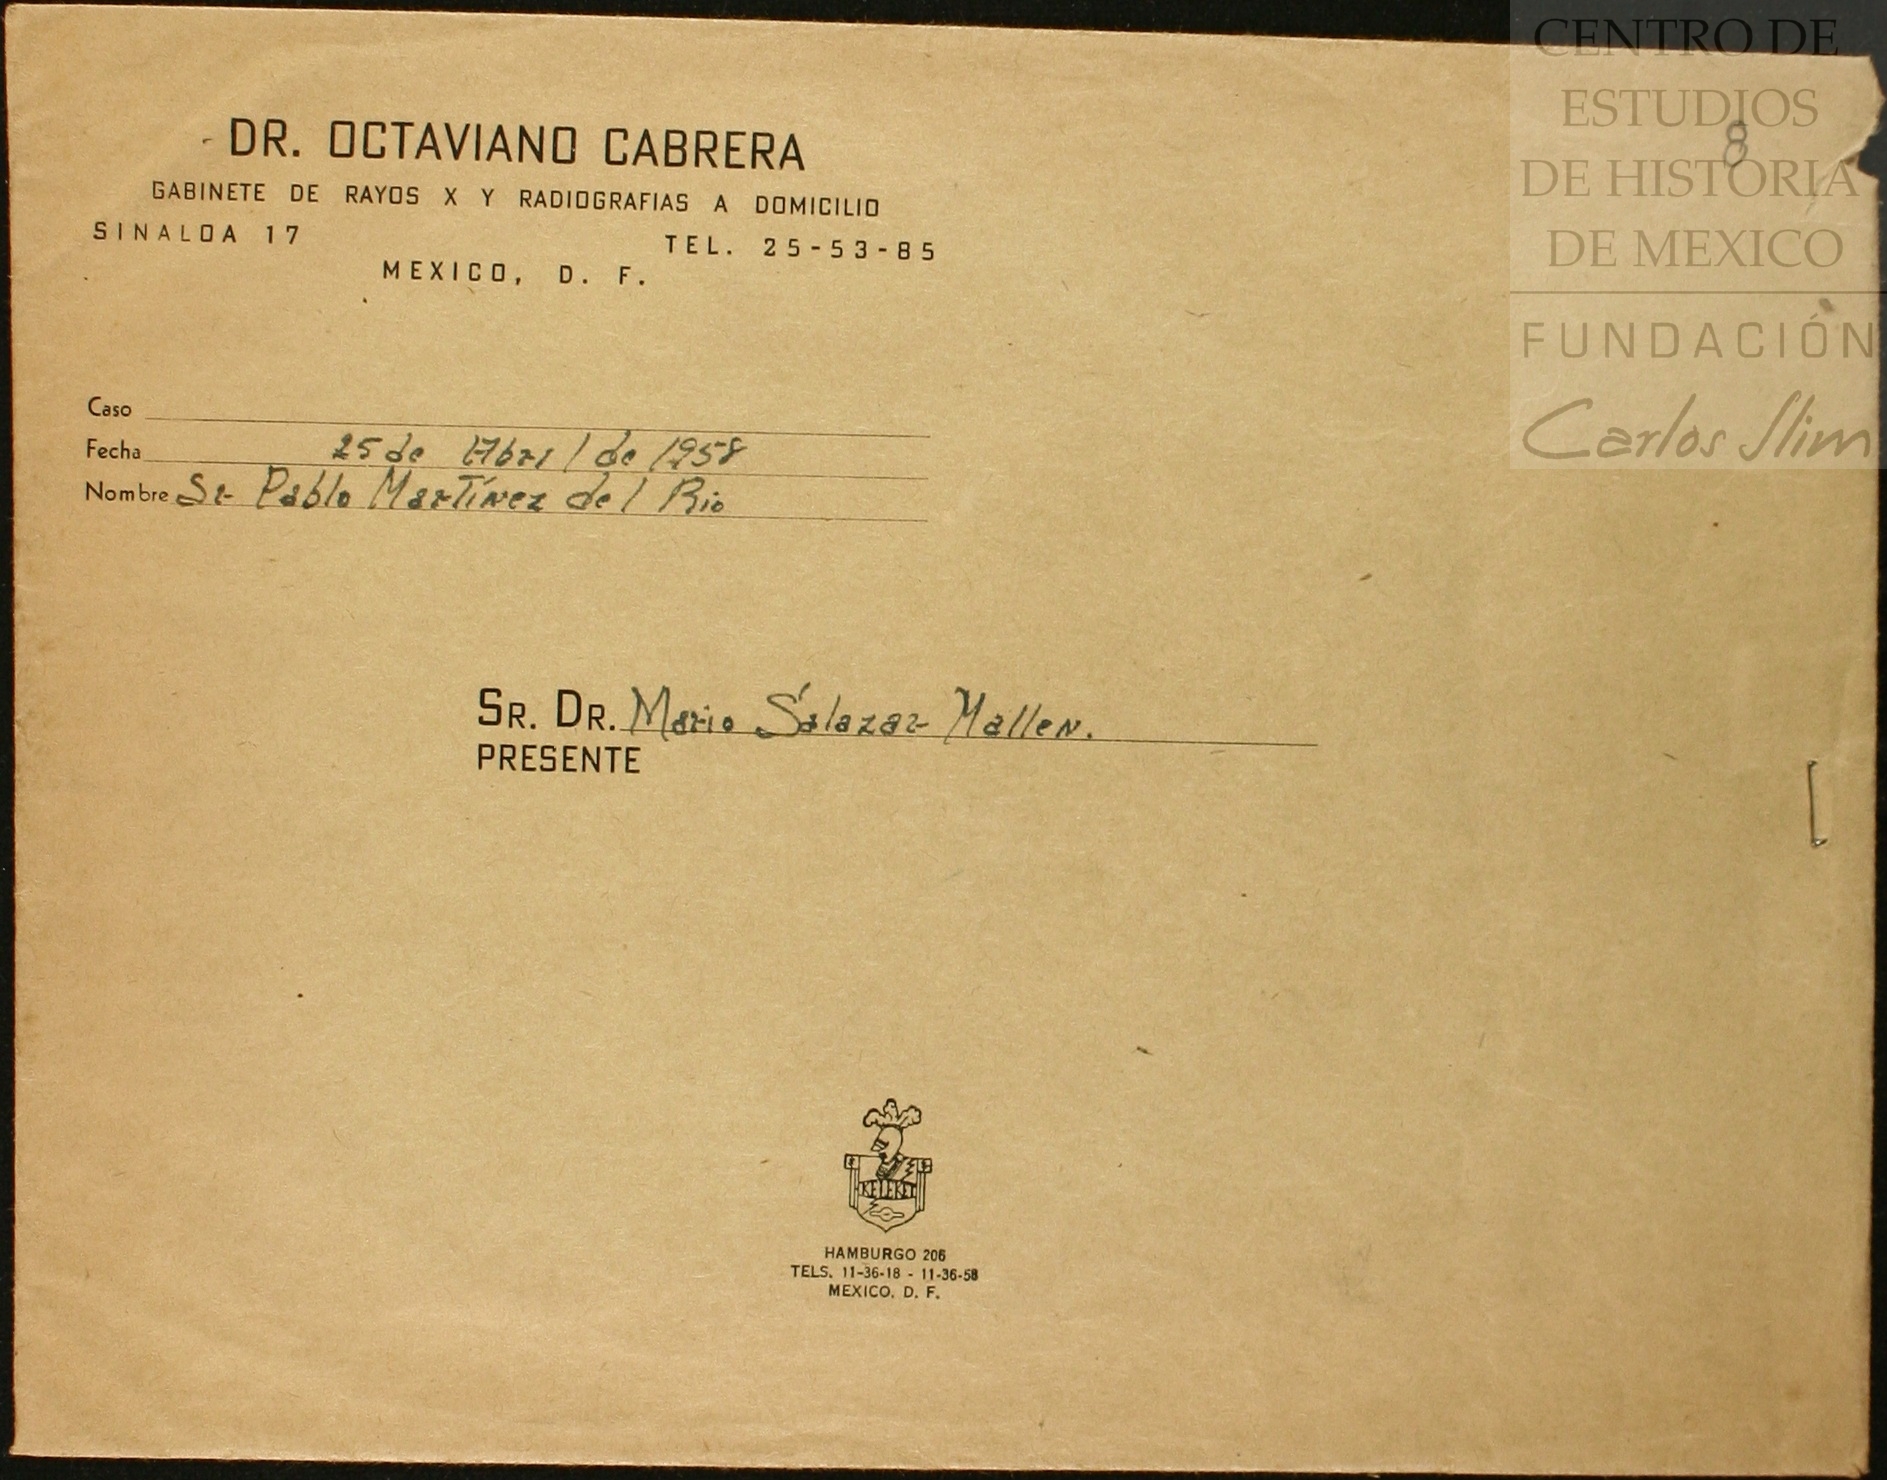 DR. OCTAVIANO CABRERA
GABINETE DE RAYOS X Y RADIOGRAFIAS A DOMICILIO
SINALOA 17 TEL. 25-53-85
MEXICO, D. F.
Caso
Fecha 25 de Abril de 1958
Nombre Sr Pablo Martínez del Rio
SR. DR. Mario Salazar Mallen.
PRESENTE
KELEKET
HAMBURGO 206
TELS. 11-36-18 - 11-36-58
MEXICO, D. F.
8
CENTRO DE
ESTUDIOS
DE HISTORIA
DE MEXICO
FUNDACIÓN
Carlos Slim